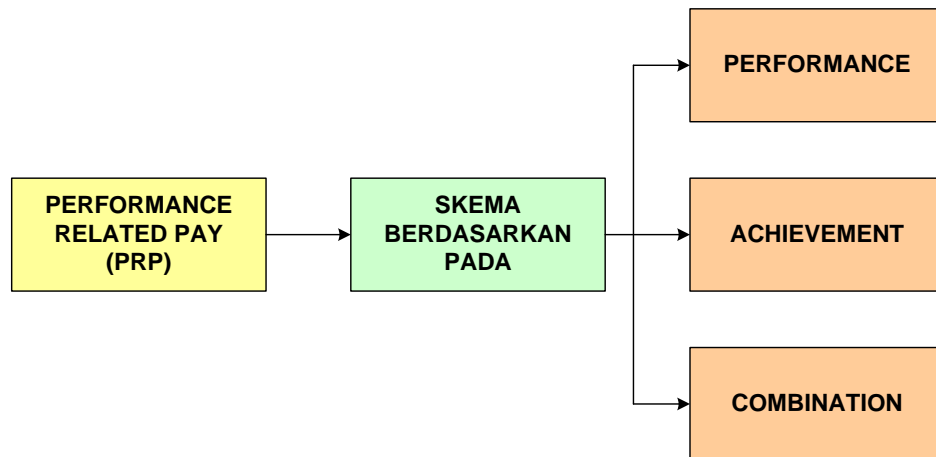 PERFORMANCE
RELATED PAY
(PRP)
SKEMA
BERDASARKAN
PADA
PERFORMANCE
ACHIEVEMENT
COMBINATION